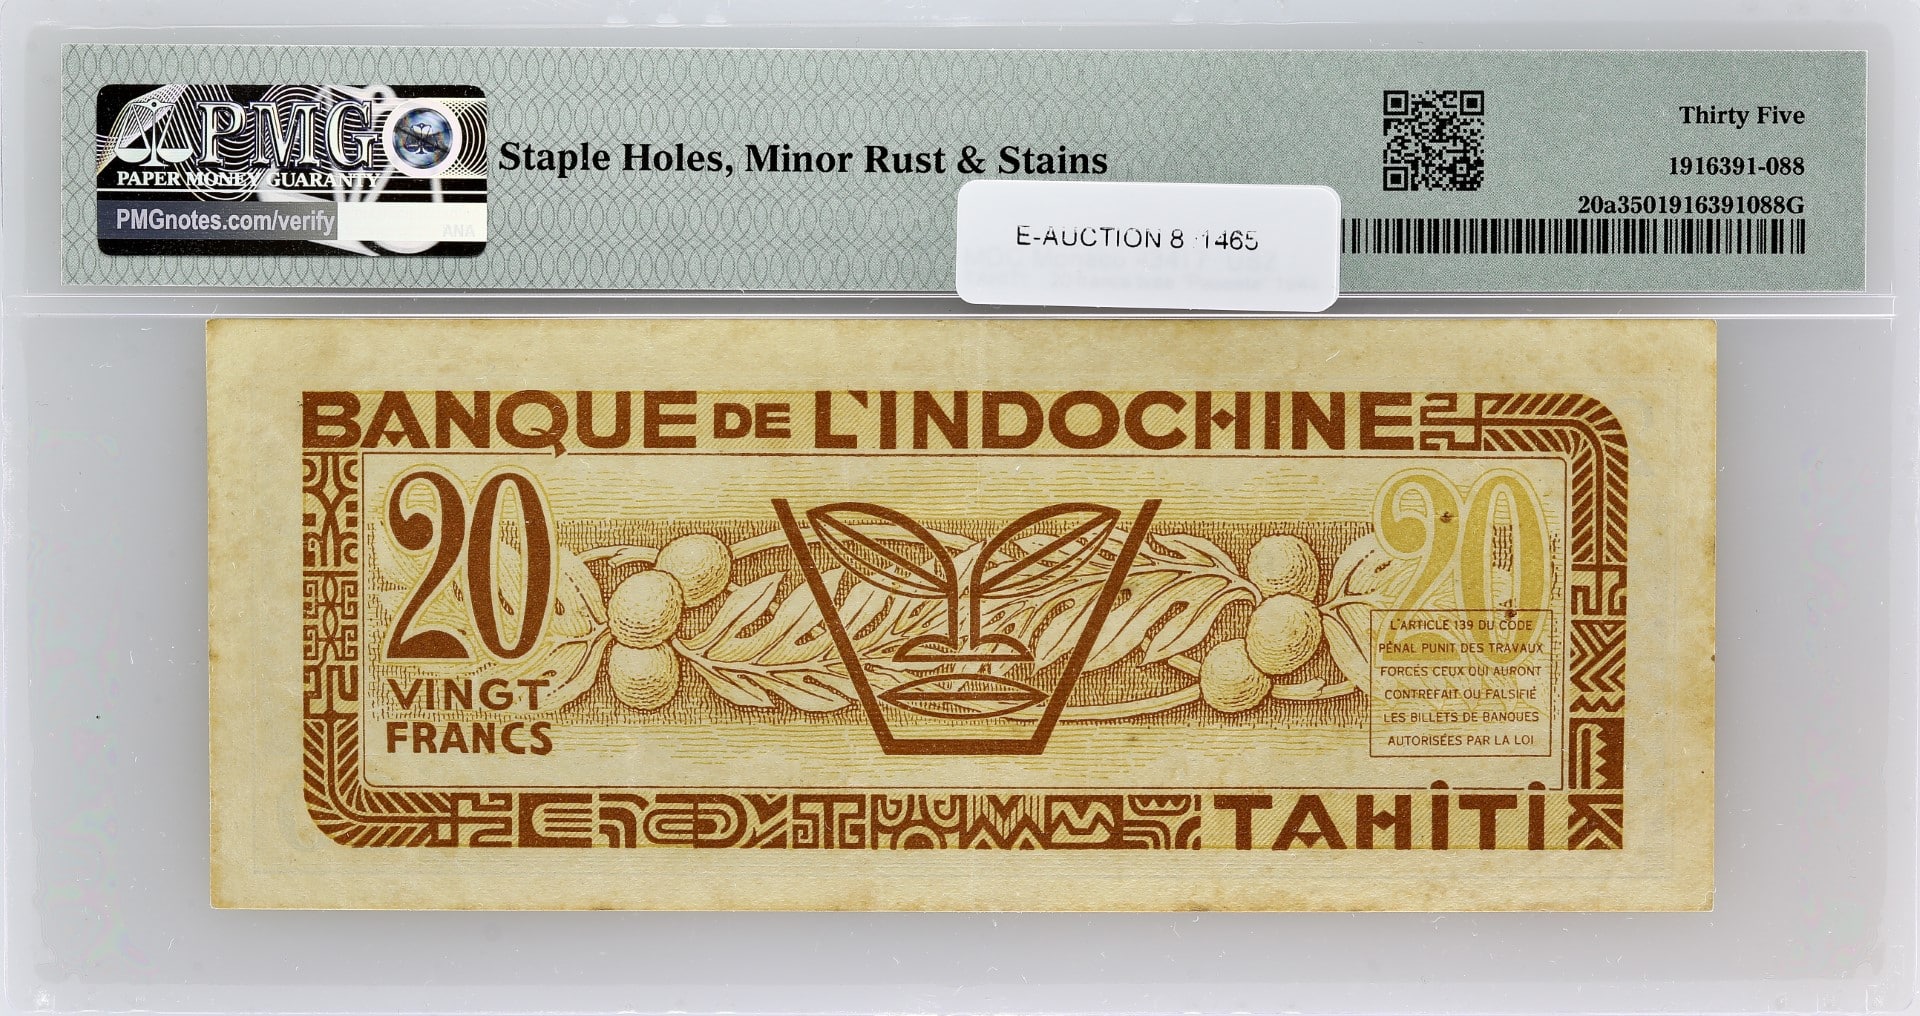 PMG
PAPER MONEY GUARANTY
PMGnotes.com/verify
ANA
Staple Holes, Minor Rust & Stains
Thirty Five
1916391-088
20a3501916391088G
E-AUCTION 8 1465
BANQUE DE L'INDOCHINE
20
VINGT
FRANCS
20
L'ARTICLE 139 DU CODE
PÉNAL PUNIT DES TRAVAUX
FORCÉS CEUX QUI AURONT
CONTREFAIT OU FALSIFIÉ
LES BILLETS DE BANQUES
AUTORISÉES PAR LA LOI
TAHITI